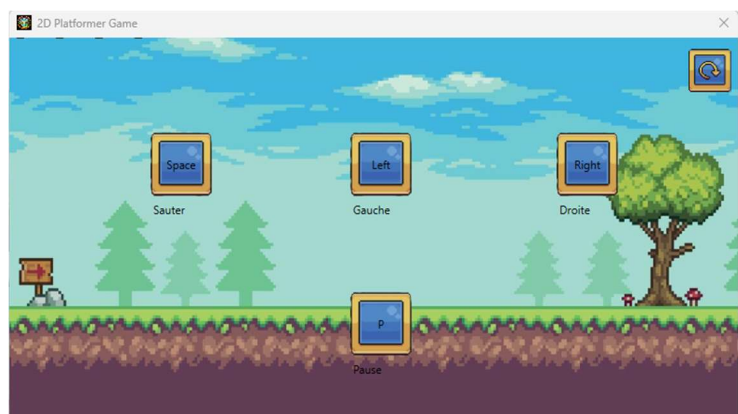 2D Platformer Game
Space
Left
Right
Sauter
Gauche
Droite
P
Pause